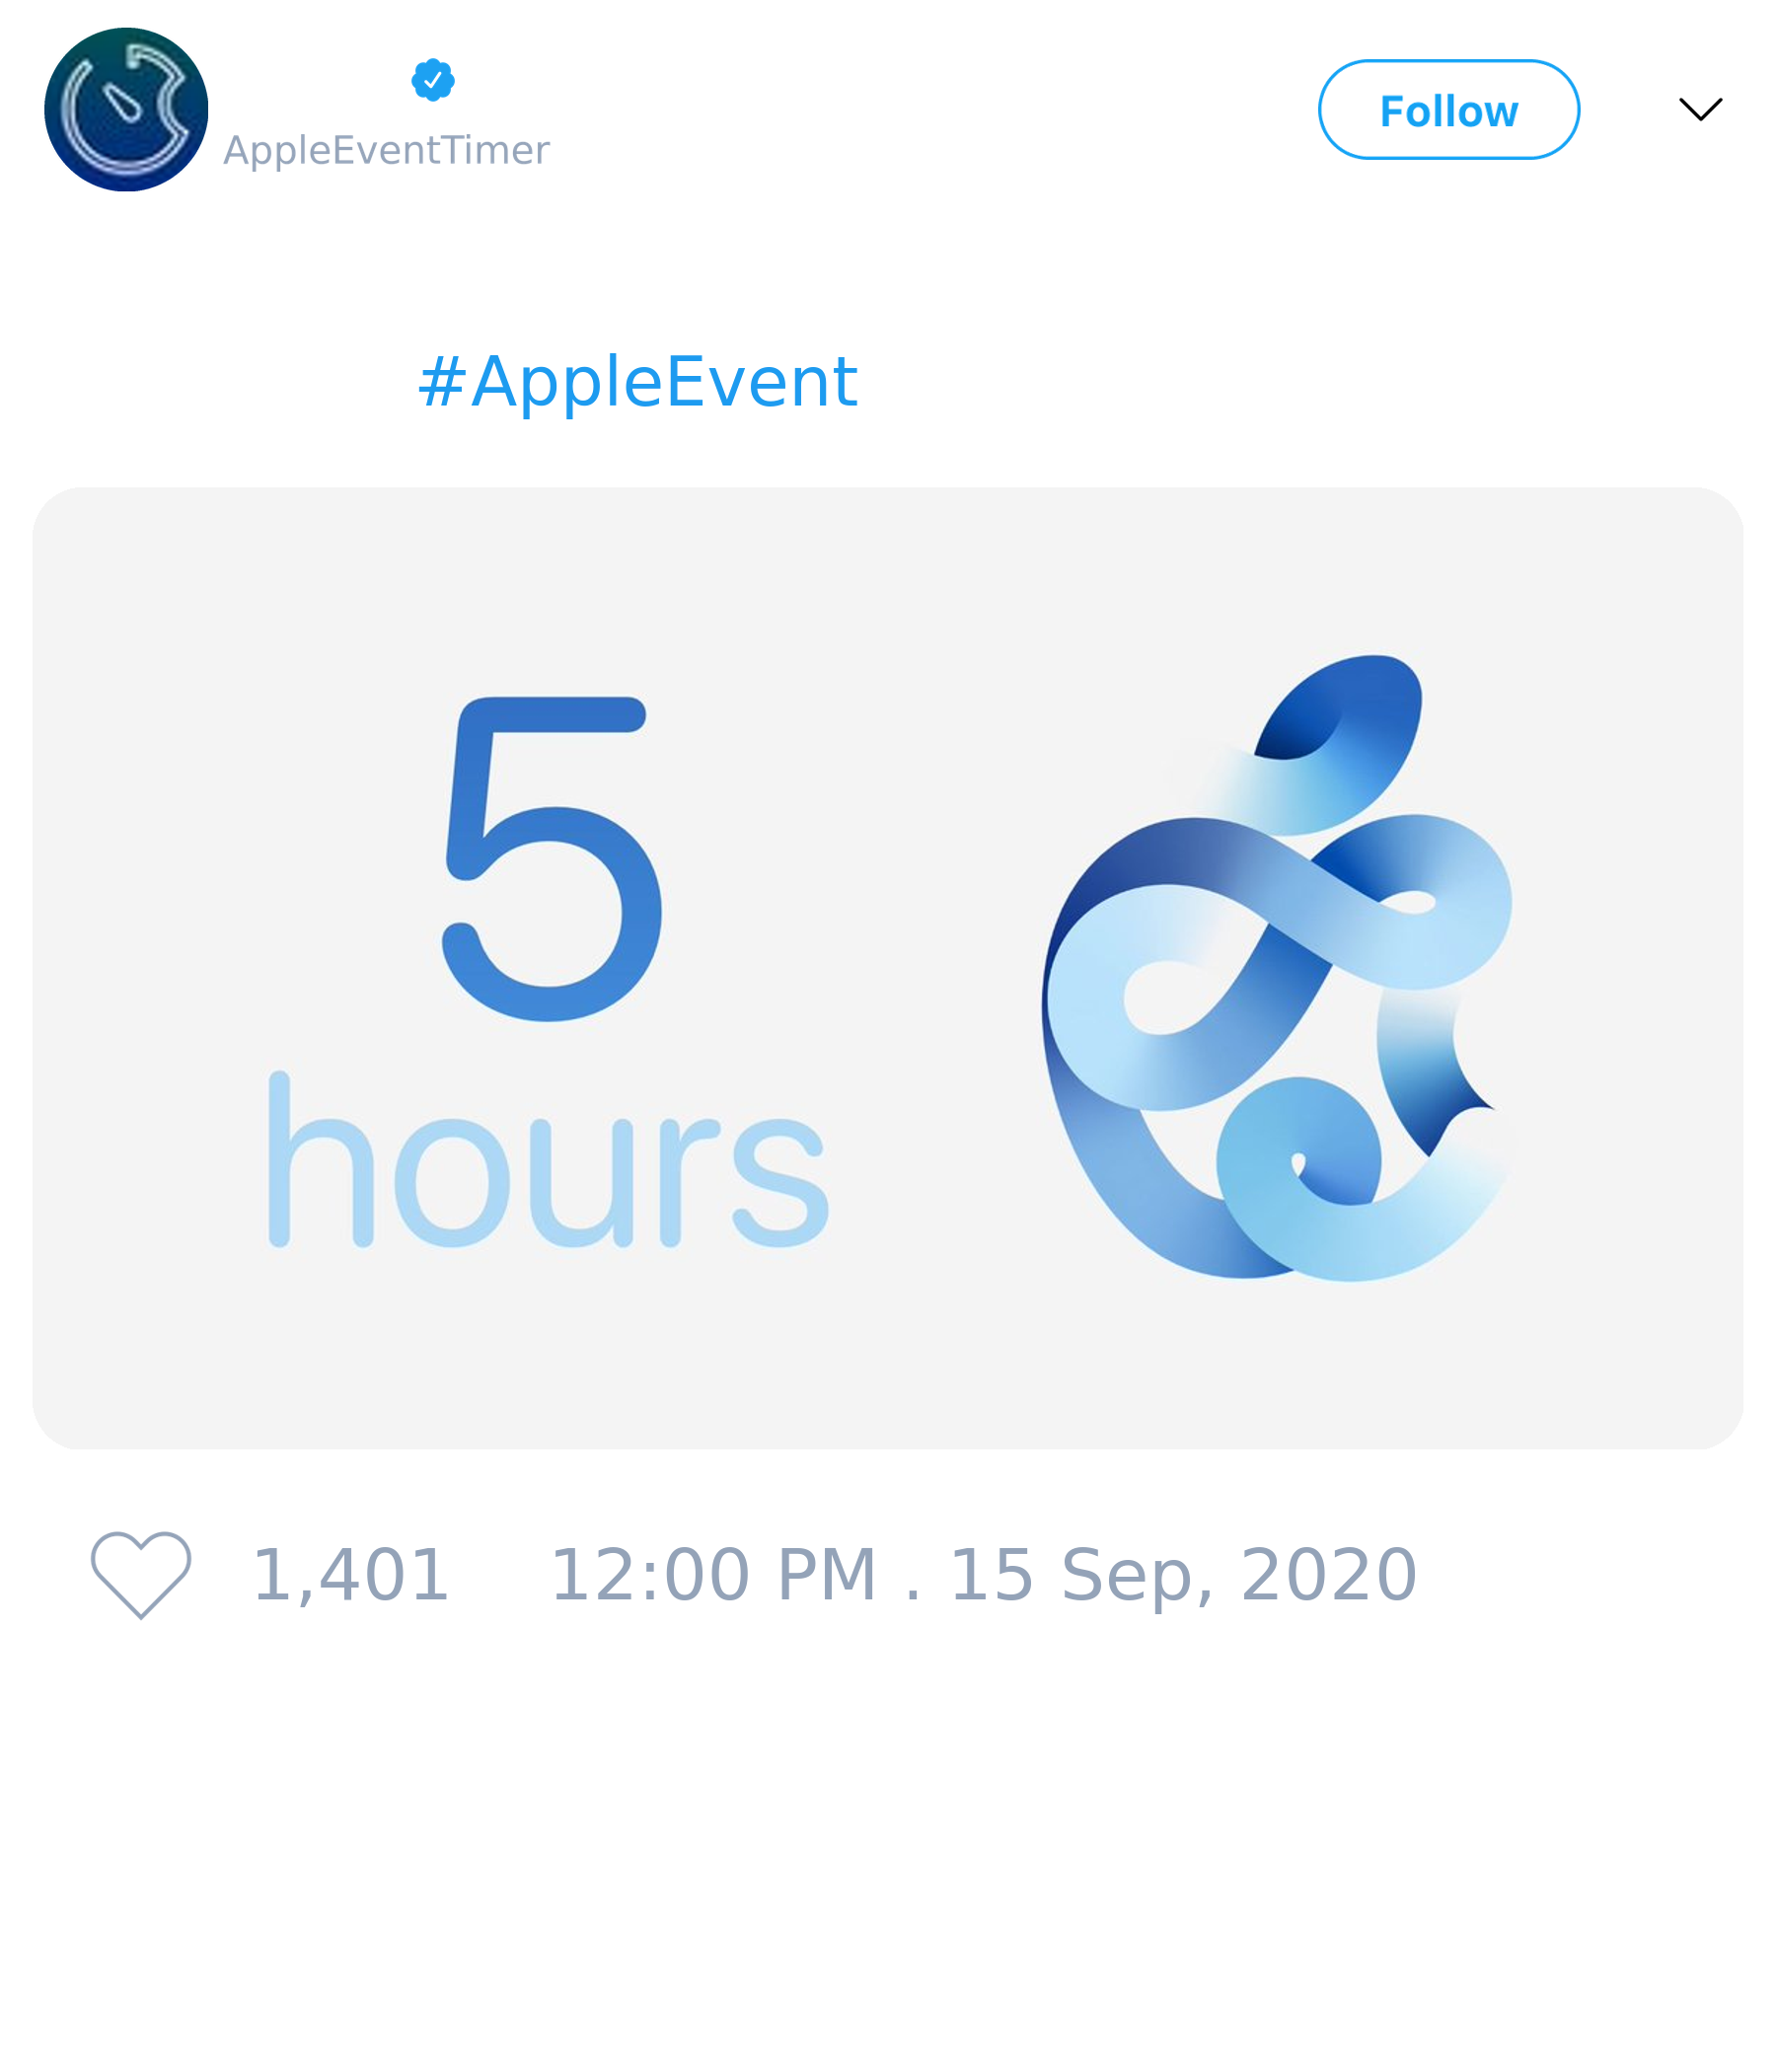 AppleEventTimer
Follow
#AppleEvent
5
hours
1,401 12:00 PM . 15 Sep, 2020